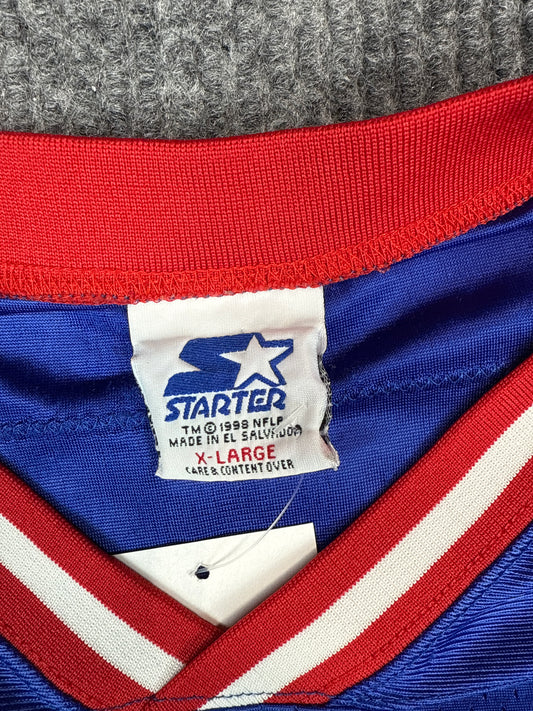 STARTER
TM © 1998 NFLP
MADE IN EL SALVADOR
X-LARGE
CARE & CONTENT OVER